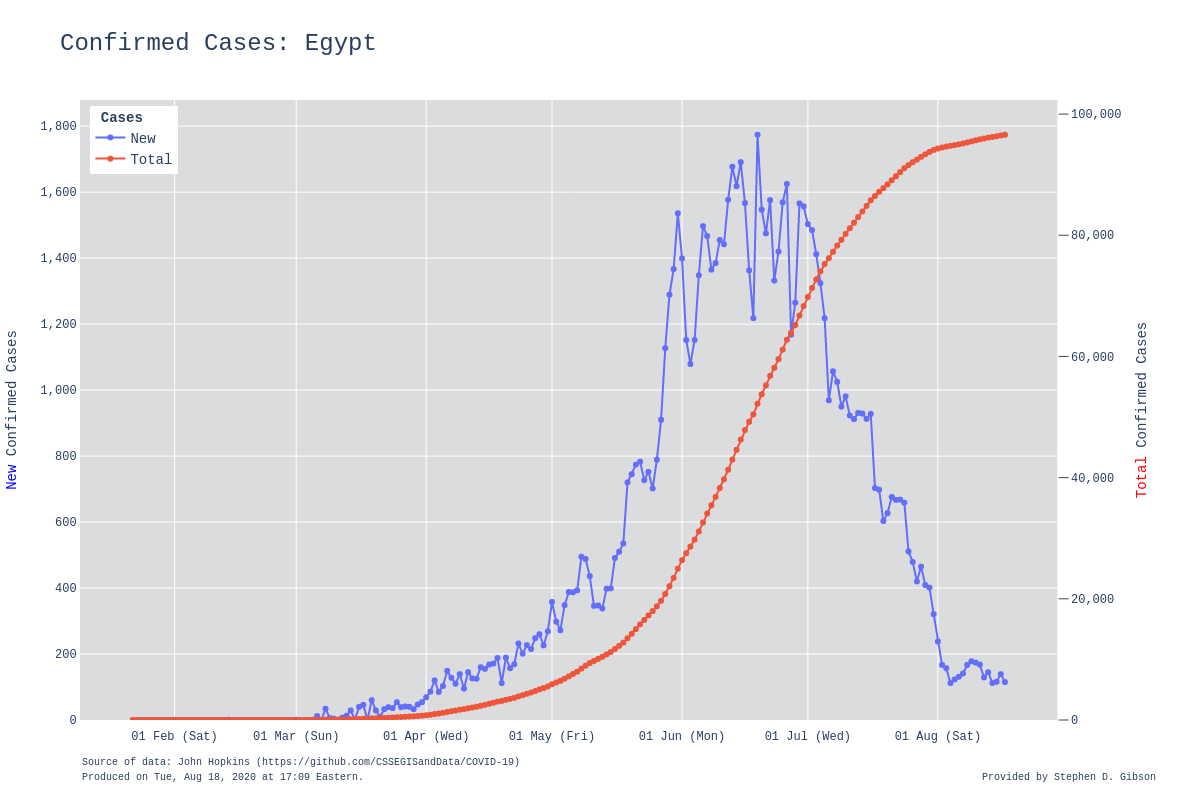 Confirmed Cases: Egypt
Cases
New
Total
1,800
1,600
1,400
1,200
1,000
800
600
400
200
0
New Confirmed Cases
100,000
80,000
60,000
40,000
20,000
0
Total Confirmed Cases
01 Feb (Sat)
01 Mar (Sun)
01 Apr (Wed)
01 May (Fri)
01 Jun (Mon)
01 Jul (Wed)
01 Aug (Sat)
Source of data: John Hopkins (https://github.com/CSSEGISandData/COVID-19)
Produced on Tue, Aug 18, 2020 at 17:09 Eastern.
Provided by Stephen D. Gibson